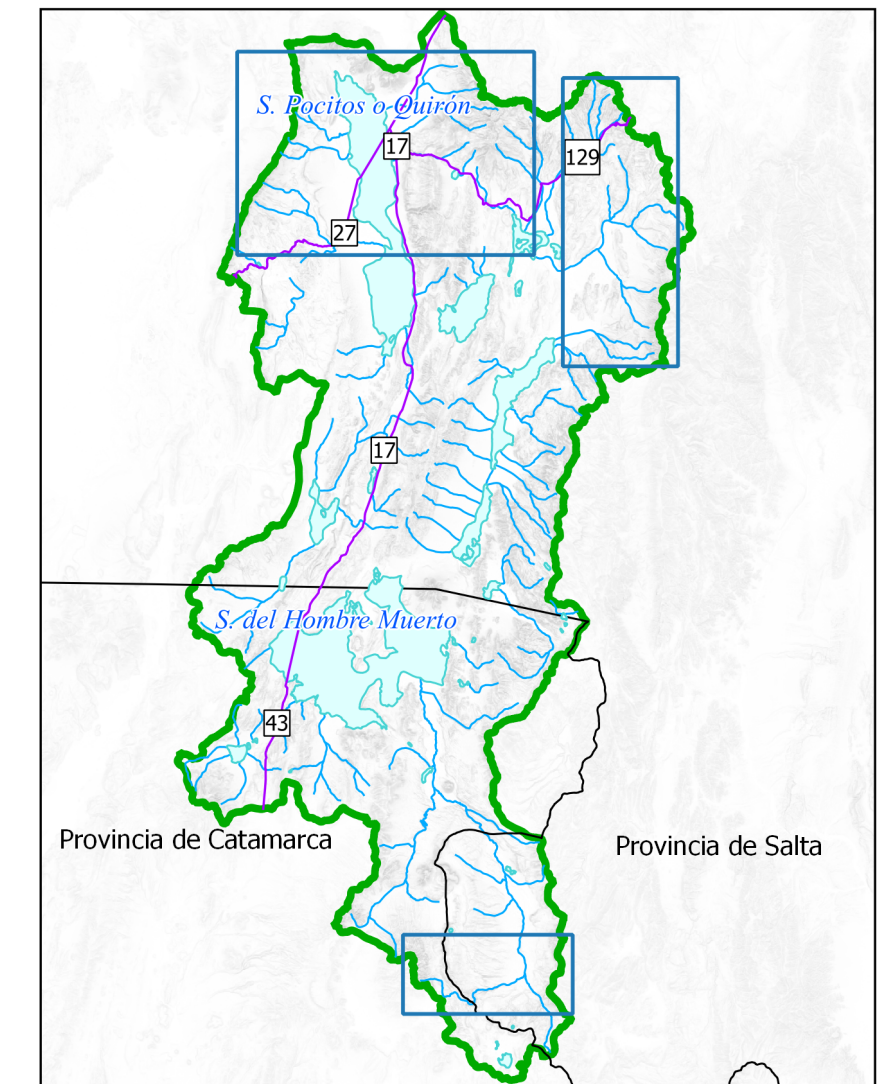 S. Pocitos o Quirón
17
129
27
17
S. del Hombre Muerto
43
Provincia de Catamarca
Provincia de Salta